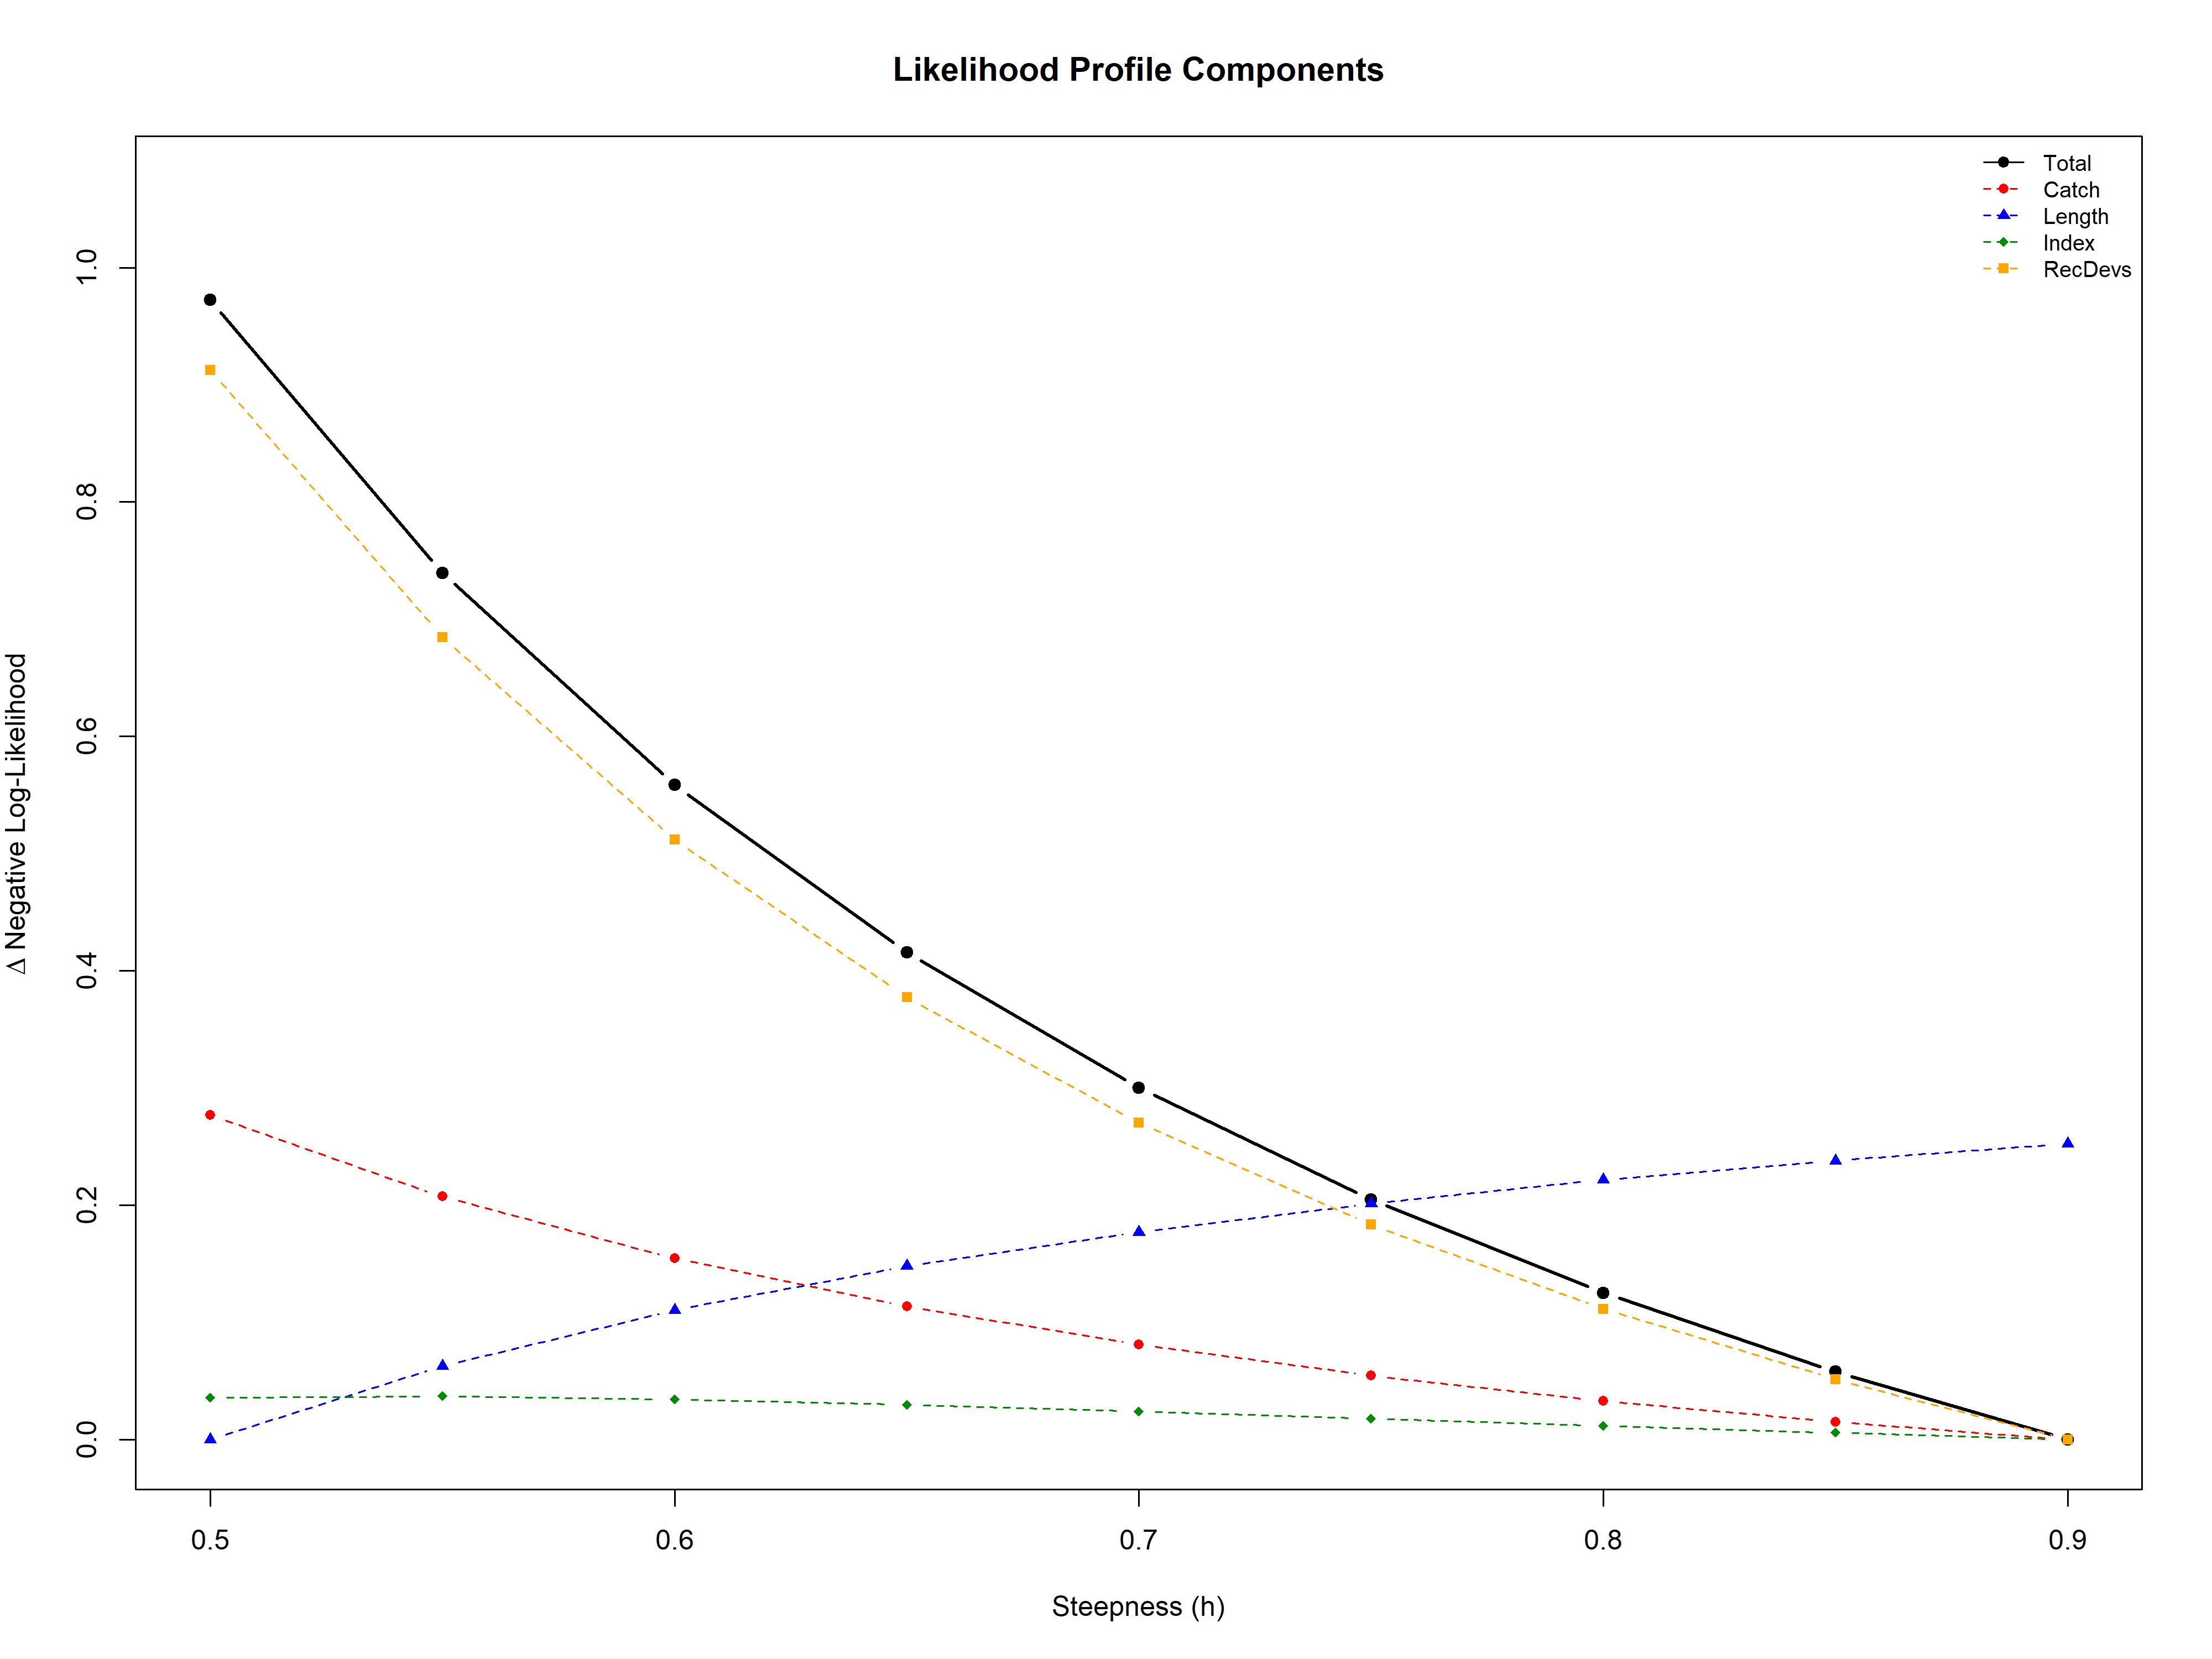 Likelihood Profile Components
Total
Catch
Length
Index
RecDevs
Δ Negative Log-Likelihood
1.0
0.8
0.6
0.4
0.2
0.0
0.5 0.6 0.7 0.8 0.9
Steepness (h)